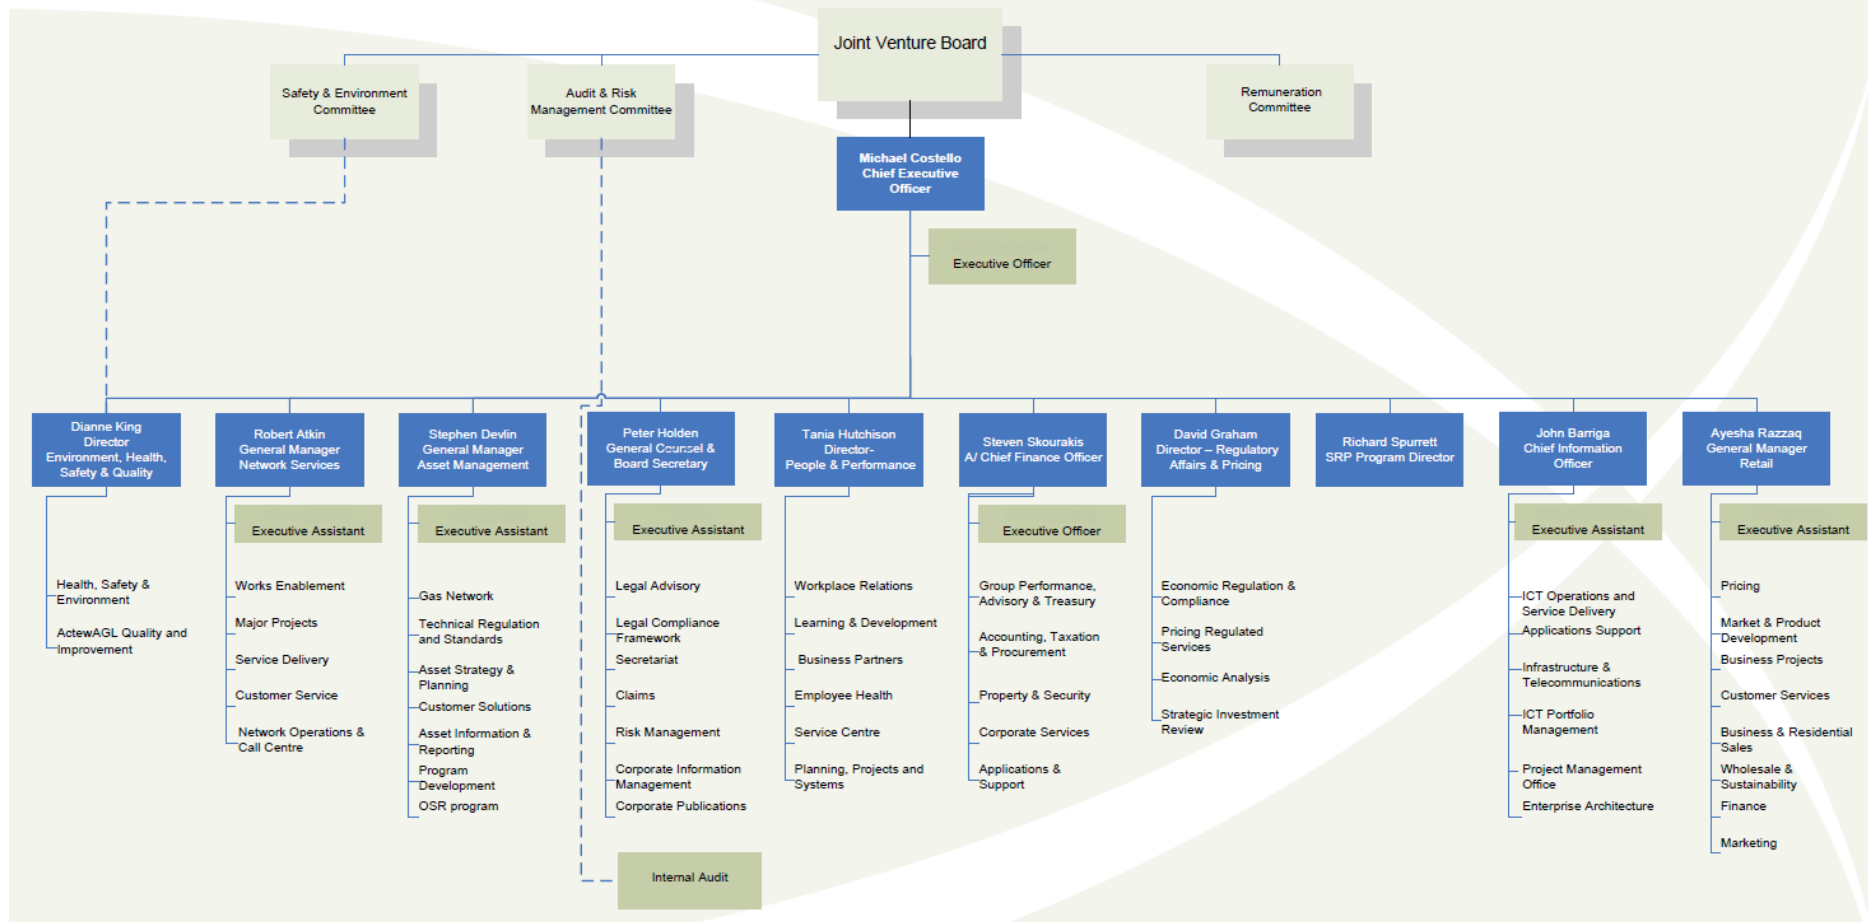 Joint Venture Board
Safety & Environment
Committee
Audit & Risk
Management Committee
Remuneration
Committee
Michael Costello
Chief Executive
Officer
Executive Officer
Dianne King
Director
Environment, Health,
Safety & Quality
Robert Atkin
General Manager
Network Services
Stephen Devlin
General Manager
Asset Management
Peter Holden
General Counsel &
Board Secretary
Tania Hutchison
Director-
People & Performance
Steven Skourakis
A/ Chief Finance Officer
David Graham
Director – Regulatory
Affairs & Pricing
Richard Spurrett
SRP Program Director
John Barriga
Chief Information
Officer
Ayesha Razzaq
General Manager
Retail
Health, Safety &
Environment
ActewAGL Quality and
Improvement
Executive Assistant
Works Enablement
Major Projects
Service Delivery
Customer Service
Network Operations &
Call Centre
Executive Assistant
Gas Network
Technical Regulation
and Standards
Asset Strategy &
Planning
Customer Solutions
Asset Information &
Reporting
Program
Development
OSR program
Executive Assistant
Legal Advisory
Legal Compliance
Framework
Secretariat
Claims
Risk Management
Corporate Information
Management
Corporate Publications
Internal Audit
Workplace Relations
Learning & Development
Business Partners
Employee Health
Service Centre
Planning, Projects and
Systems
Executive Officer
Group Performance,
Advisory & Treasury
Accounting, Taxation
& Procurement
Property & Security
Corporate Services
Applications &
Support
Economic Regulation &
Compliance
Pricing Regulated
Services
Economic Analysis
Strategic Investment
Review
Executive Assistant
ICT Operations and
Service Delivery
Applications Support
Infrastructure &
Telecommunications
ICT Portfolio
Management
Project Management
Office
Enterprise Architecture
Executive Assistant
Pricing
Market & Product
Development
Business Projects
Customer Services
Business & Residential
Sales
Wholesale &
Sustainability
Finance
Marketing